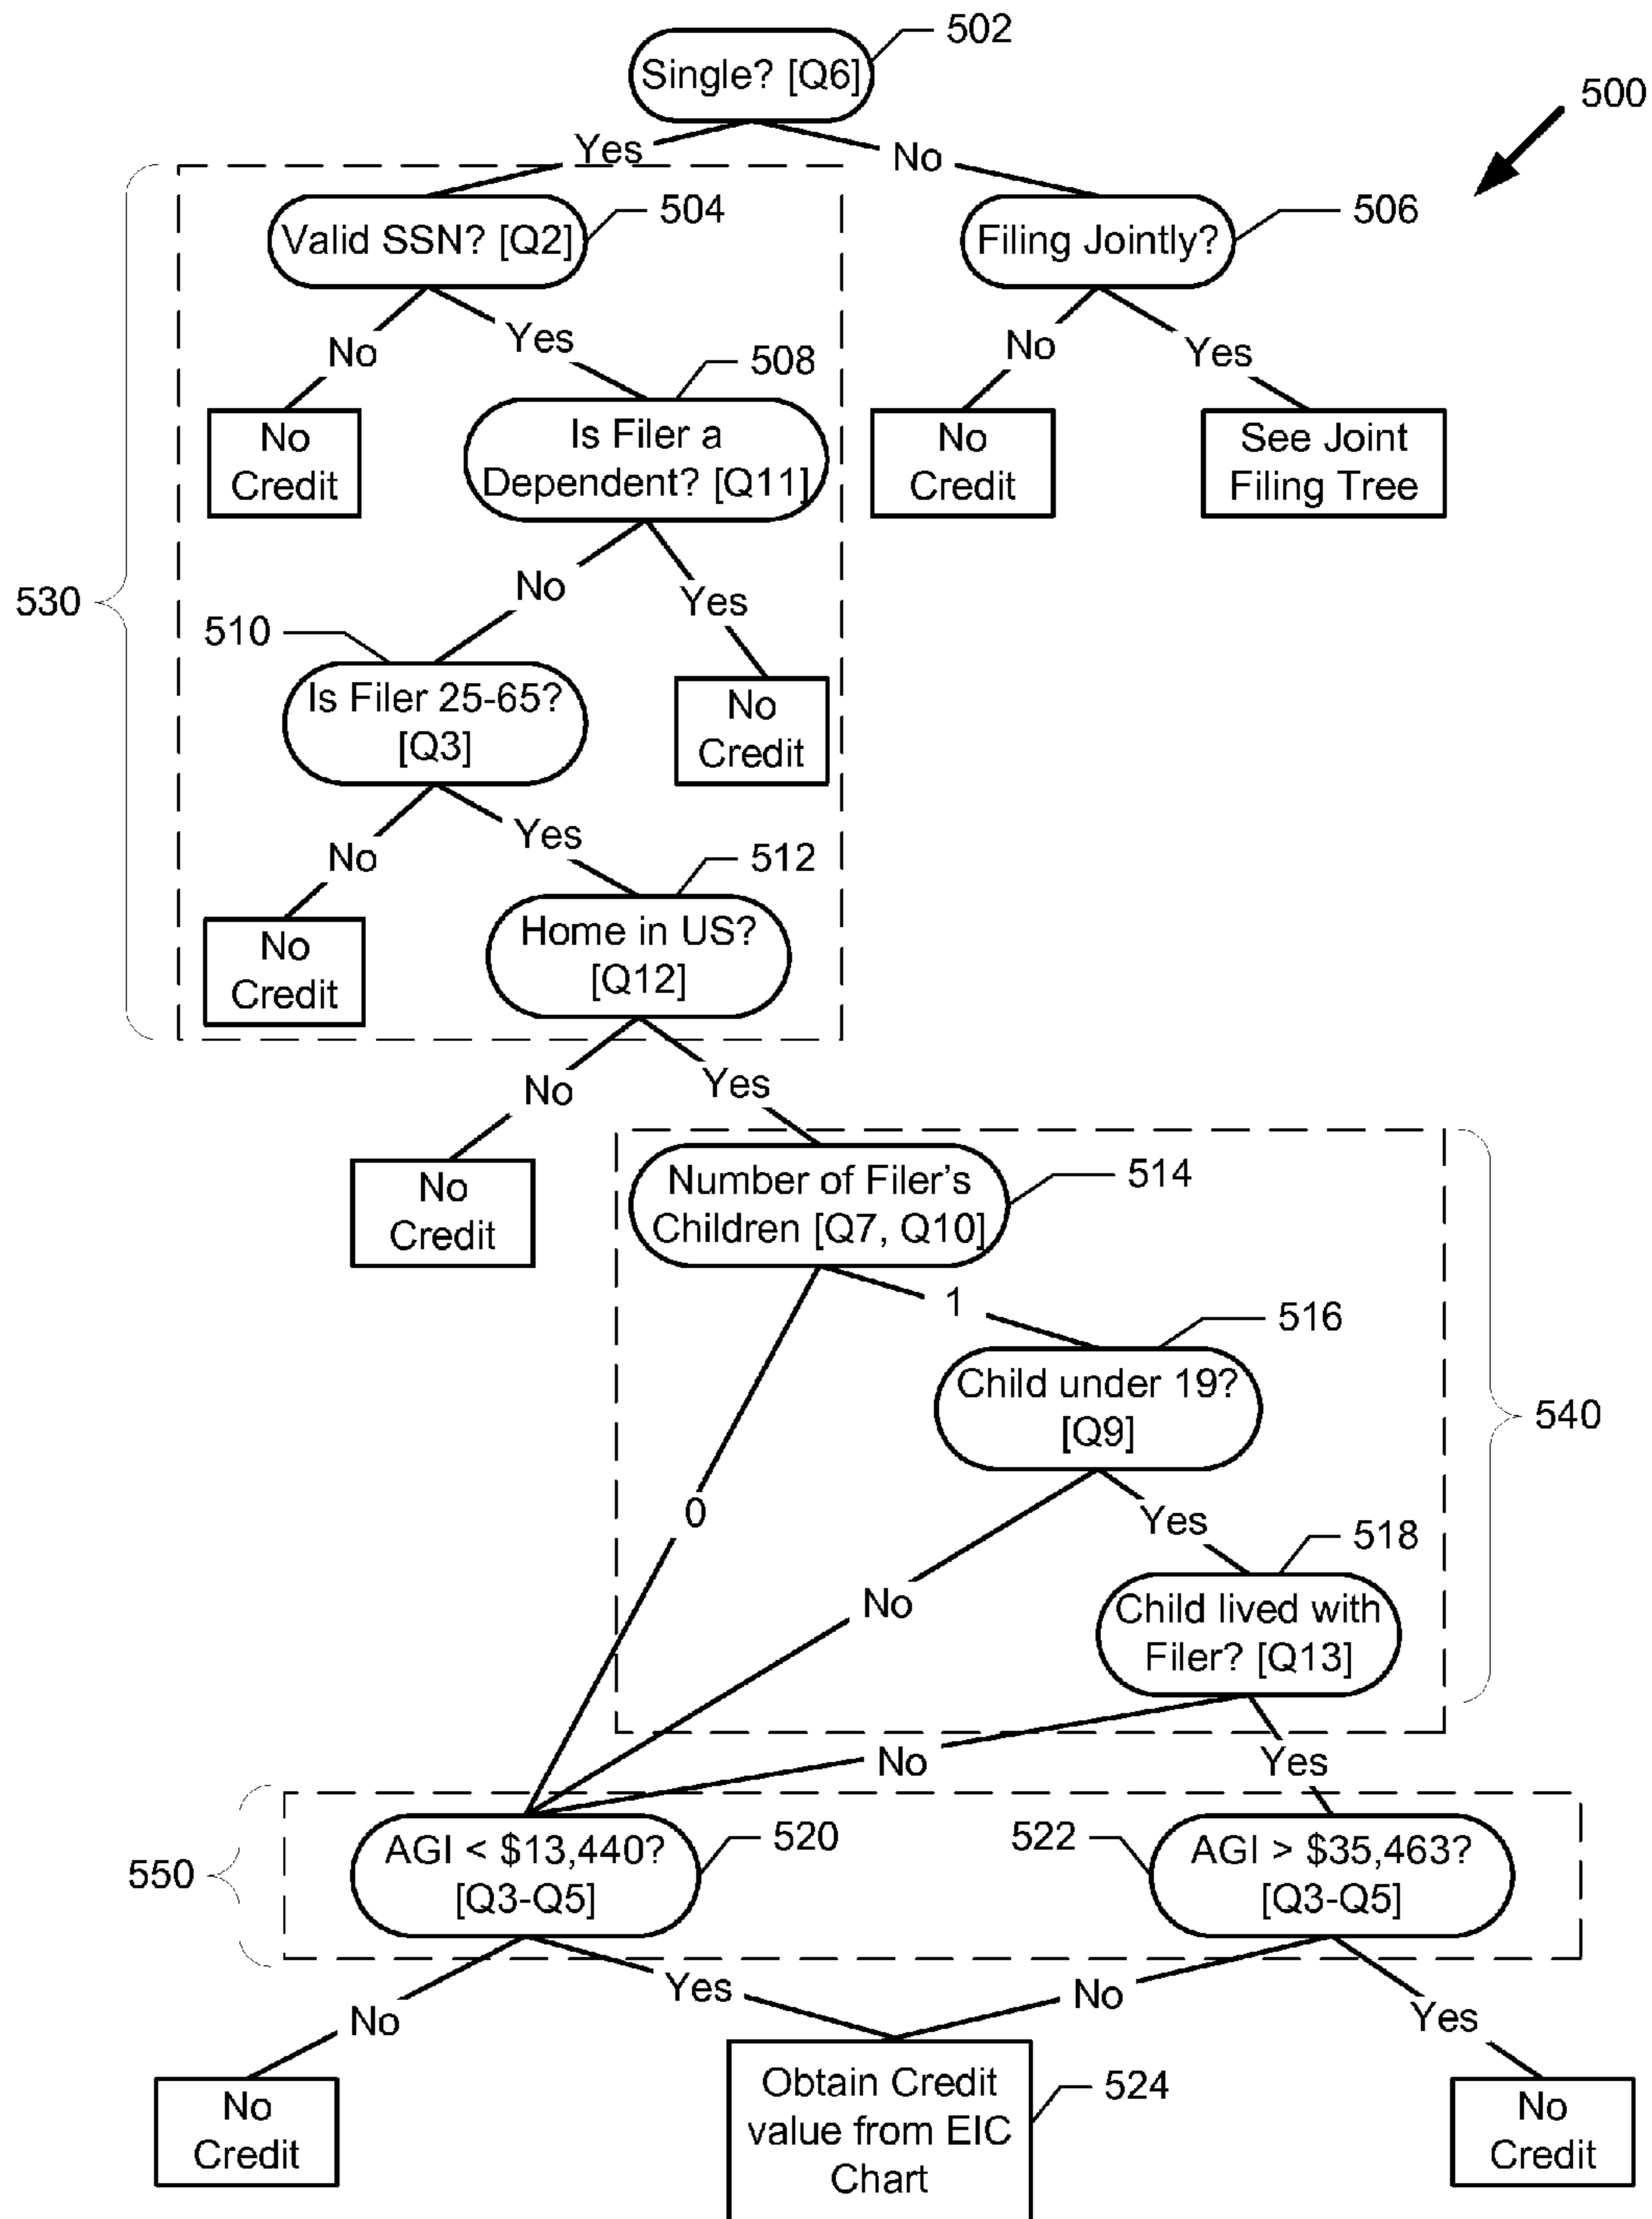 502
Single? [Q6]
500
Yes
No
504
506
Valid SSN? [Q2]
Filing Jointly?
No
Yes
No
Yes
508
No
Credit
Is Filer a
Dependent? [Q11]
No
Credit
See Joint
Filing Tree
530
No
Yes
510
Is Filer 25-65?
[Q3]
No
Credit
No
Yes
512
No
Credit
Home in US?
[Q12]
No
Yes
No
Credit
Number of Filer's
Children [Q7, Q10]
514
1
516
Child under 19?
[Q9]
540
0
Yes
518
No
Child lived with
Filer? [Q13]
No
Yes
550
AGI < $13,440?
[Q3-Q5]
520
522
AGI > $35,463?
[Q3-Q5]
No
Yes
No
Yes
No
Credit
Obtain Credit
value from EIC
Chart
524
No
Credit